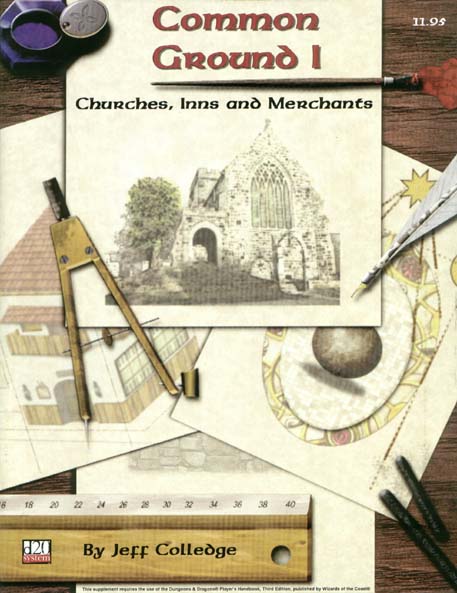 Common
Ground I
11.95
Churches, Inns and Merchants
16 18 20 22 24 26 28 30 32 34 36 38 40
d20
system
By Jeff Colledge
This supplement requires the use of the Dungeons & Dragons® Player's Handbook, Third Edition, published by Wizards of the Coast®